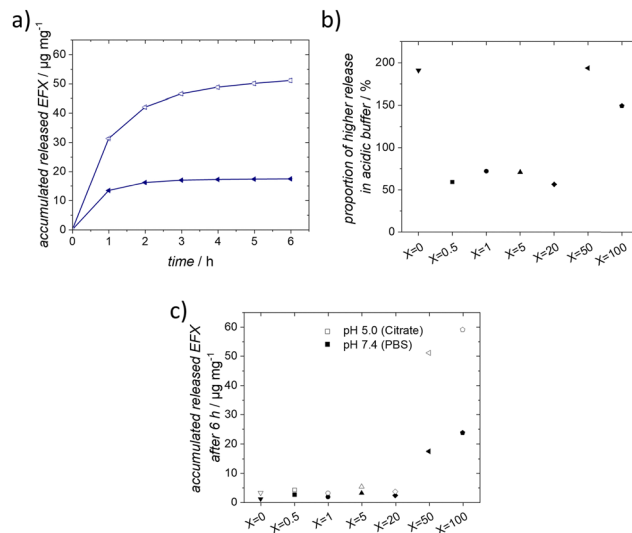 a)
accumulated released EFX / µg mg⁻¹
60
50
40
30
20
10
0
0 1 2 3 4 5 6
time / h
b)
proportion of higher release
in acidic buffer / %
200
150
100
50
0
X=0 X=0.5 X=1 X=5 X=20 X=50 X=100
c)
accumulated released EFX
after 6 h / µg mg⁻¹
60
50
40
30
20
10
0
pH 5.0 (Citrate)
pH 7.4 (PBS)
X=0 X=0.5 X=1 X=5 X=20 X=50 X=100